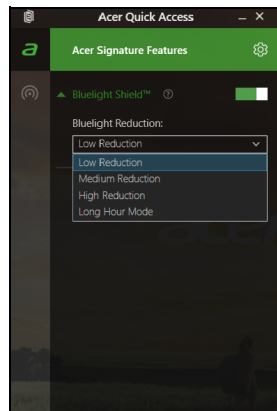 Acer Quick Access
a
Acer Signature Features
Bluelight Shield™ ?
Bluelight Reduction:
Low Reduction
Low Reduction
Medium Reduction
High Reduction
Long Hour Mode